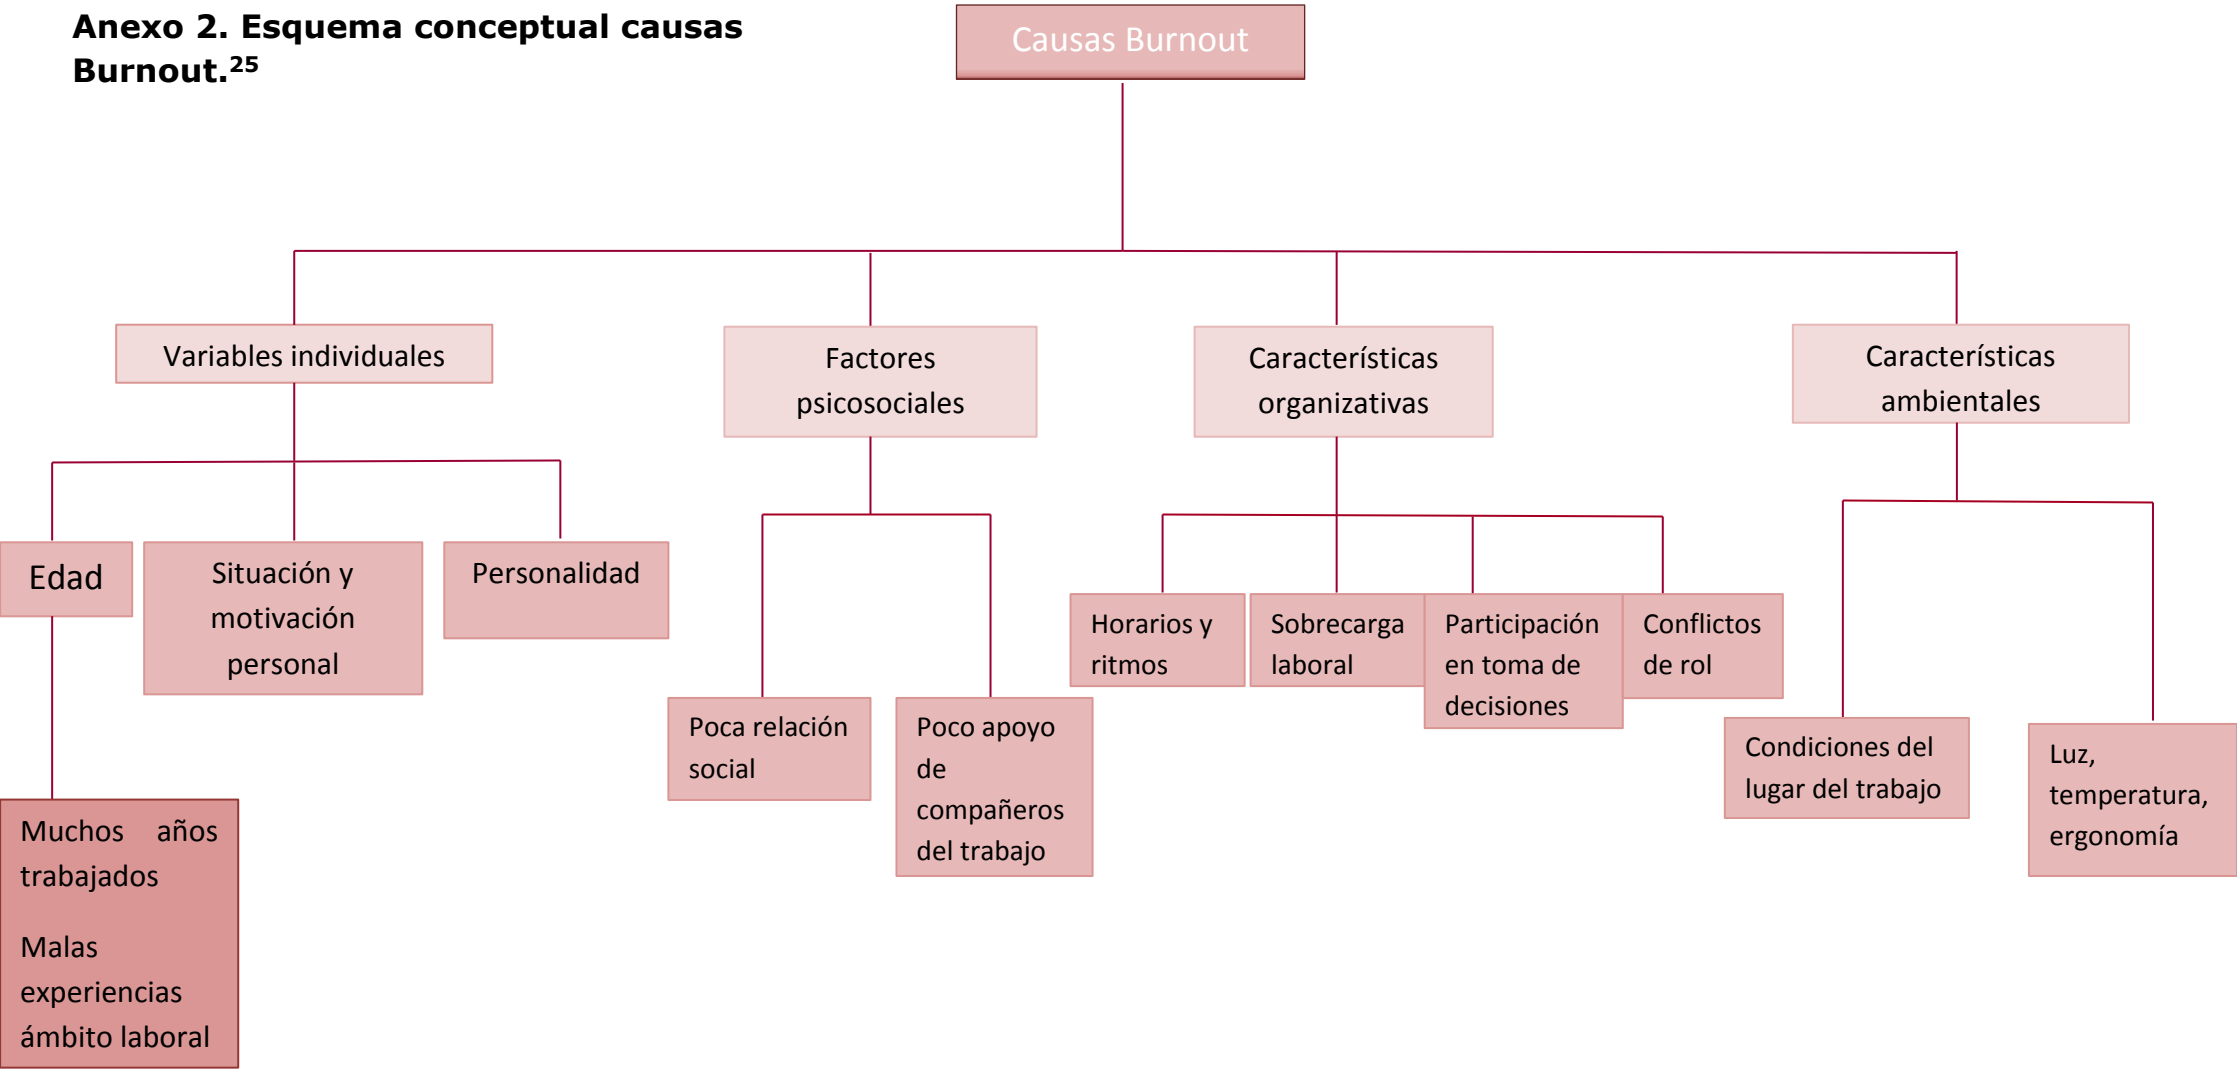 Anexo 2. Esquema conceptual causas
Burnout.25
Causas Burnout
Variables individuales
Factores
psicosociales
Características
organizativas
Características
ambientales
Edad
Situación y
motivación
personal
Personalidad
Horarios y
ritmos
Sobrecarga
laboral
Participación
en toma de
decisiones
Conflictos
de rol
Poca relación
social
Poco apoyo
de
compañeros
del trabajo
Condiciones del
lugar del trabajo
Luz,
temperatura,
ergonomía
Muchos años
trabajados
Malas
experiencias
ámbito laboral